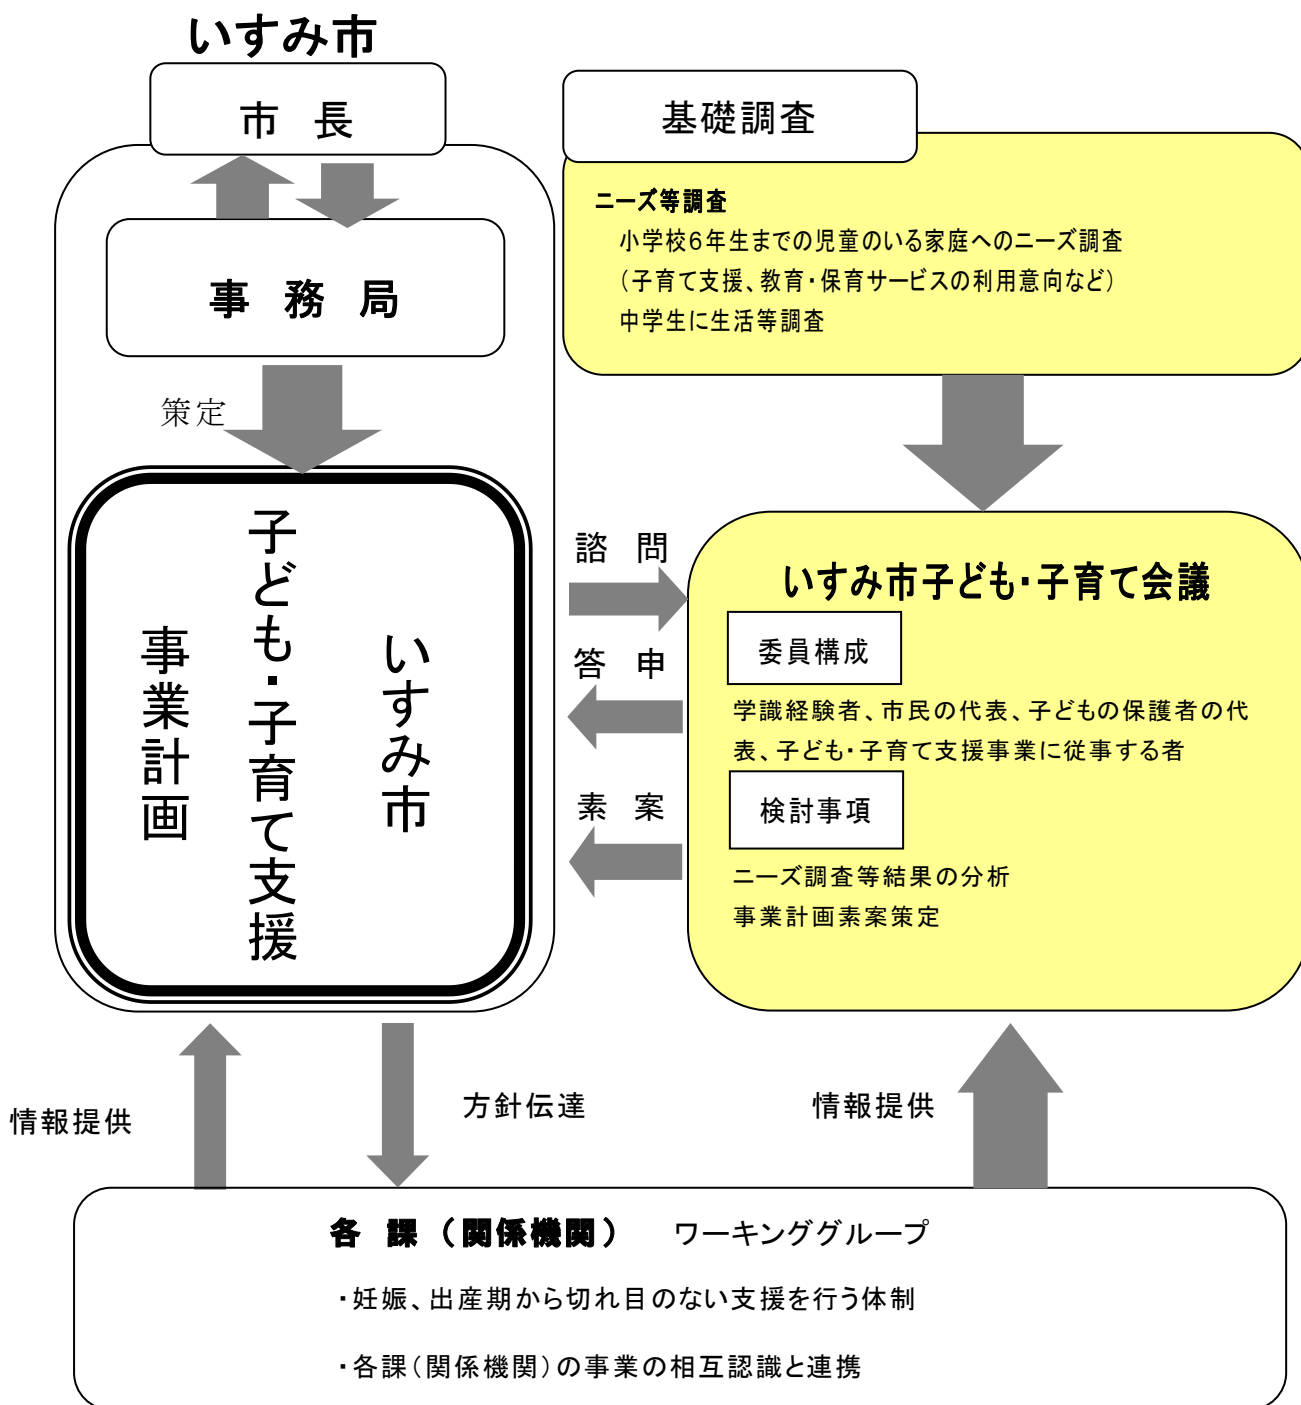 いすみ市
市 長
事 務 局
策定
いすみ市
子ども・子育て支援
事業計画
基礎調査
ニーズ等調査
小学校6年生までの児童のいる家庭へのニーズ調査
（子育て支援、教育・保育サービスの利用意向など）
中学生に生活等調査
諮 問
答 申
素 案
いすみ市子ども・子育て会議
委員構成
学識経験者、市民の代表、子どもの保護者の代
表、子ども・子育て支援事業に従事する者
検討事項
ニーズ調査等結果の分析
事業計画素案策定
情報提供
方針伝達
情報提供
各 課（関係機関） ワーキンググループ
・妊娠、出産期から切れ目のない支援を行う体制
・各課（関係機関）の事業の相互認識と連携